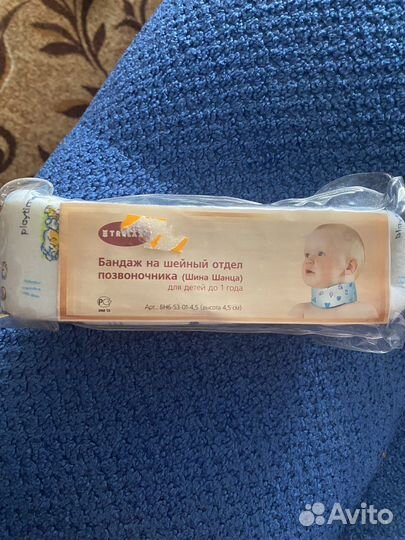 TRELAX
Бандаж на шейный отдел
позвоночника (Шина Шанца)
для детей до 1 года
Арт.: БН6-53-01-4,5 (высота 4,5 см)
playtime
Avito